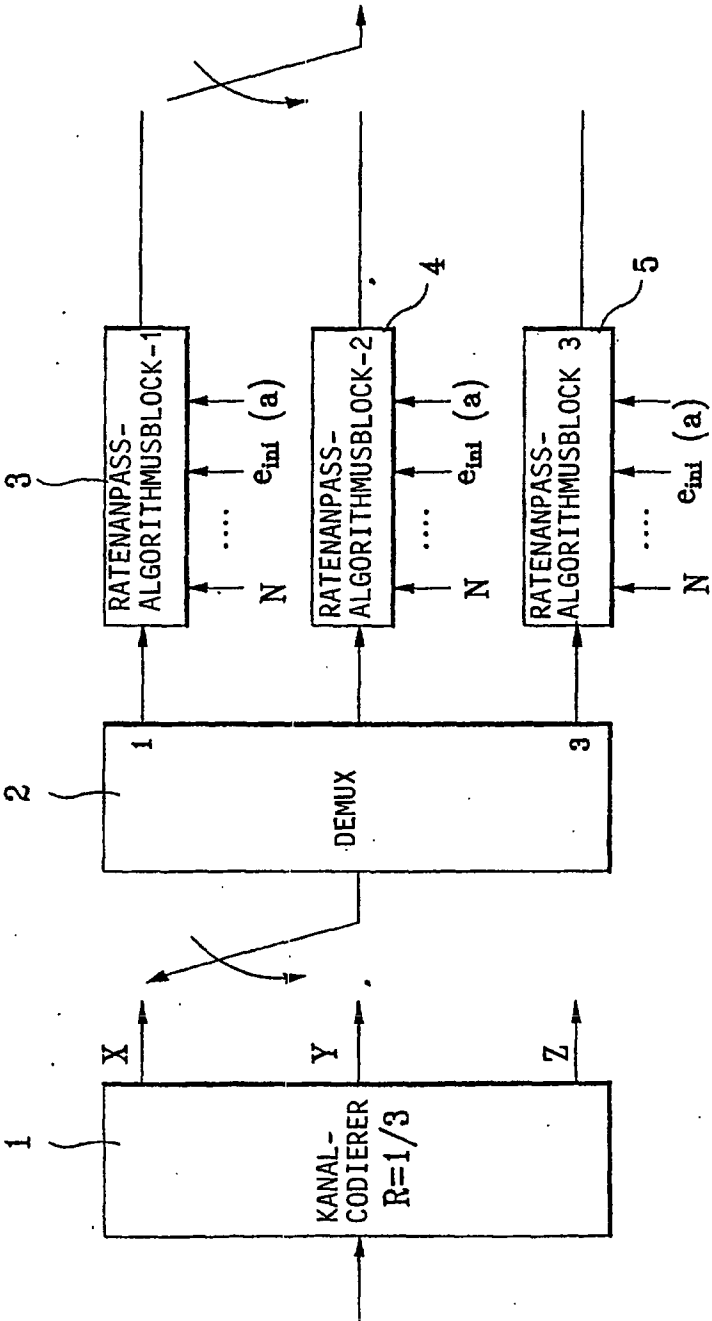 1
KANAL-
CODIERER
R=1/3
X
Y
Z
2
DEMUX
1
3
3
RATENANPASS-
ALGORITHMUSBLOCK-1
N
....
e_ini (a)
RATENANPASS-
ALGORITHMUSBLOCK-2
4
N
....
e_ini (a)
RATENANPASS-
ALGORITHMUSBLOCK 3
5
N
....
e_ini (a)